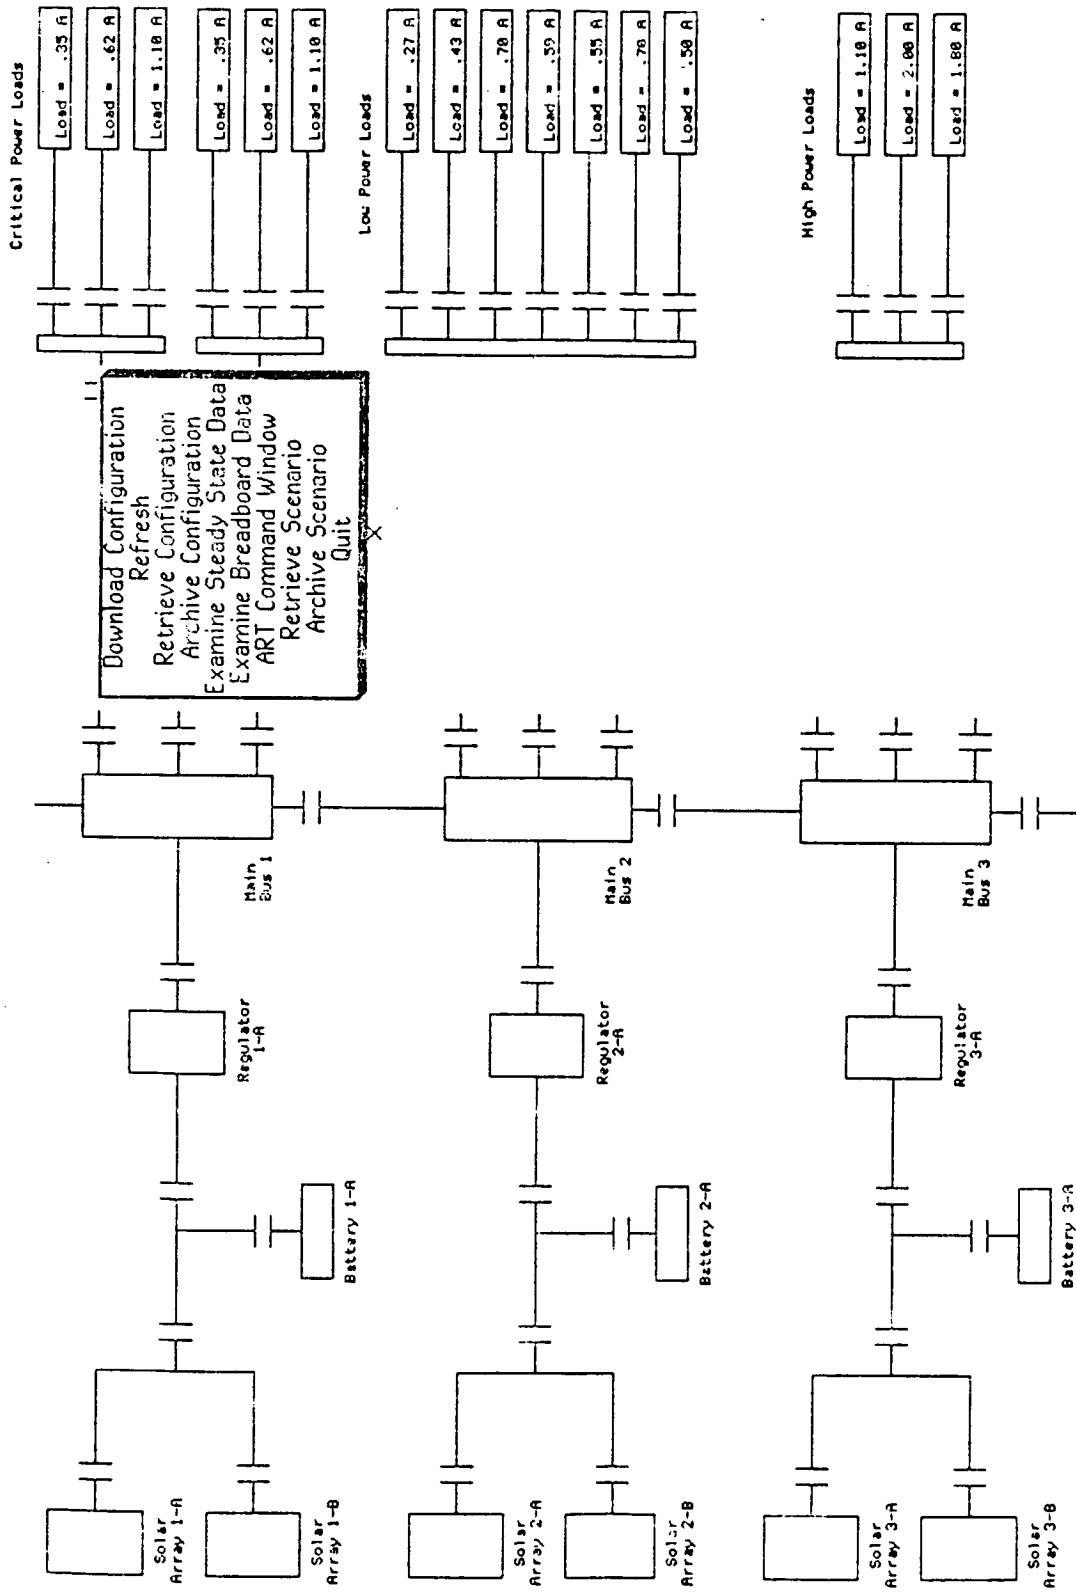 Critical Power Loads
Load = .35 A
Load = .62 A
Load = 1.10 A
Load = .35 A
Load = .62 A
Load = 1.10 A
Low Power Loads
Load = .27 A
Load = .43 A
Load = .70 A
Load = .59 A
Load = .55 A
Load = .70 A
Load = .50 A
High Power Loads
Load = 1.10 A
Load = 2.00 A
Load = 1.80 A
Download Configuration
Refresh
Retrieve Configuration
Archive Configuration
Examine Steady State Data
Examine Breadboard Data
ART Command Window
Retrieve Scenario
Archive Scenario
Quit
Main
Bus 1
Main
Bus 2
Main
Bus 3
Regulator
1-A
Regulator
2-A
Regulator
3-A
Battery 1-A
Battery 2-A
Battery 3-A
Solar
Array 1-A
Solar
Array 1-B
Solar
Array 2-A
Solar
Array 2-B
Solar
Array 3-A
Solar
Array 3-B